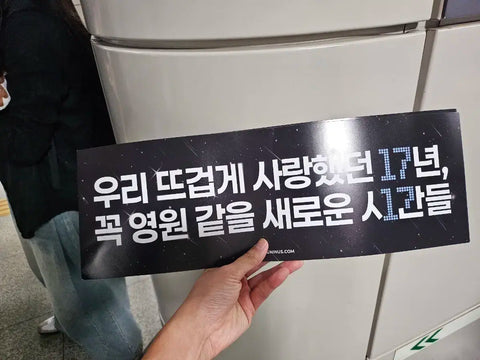 우리 뜨겁게 사랑했던 17년,
꼭 영원 같을 새로운 시간들